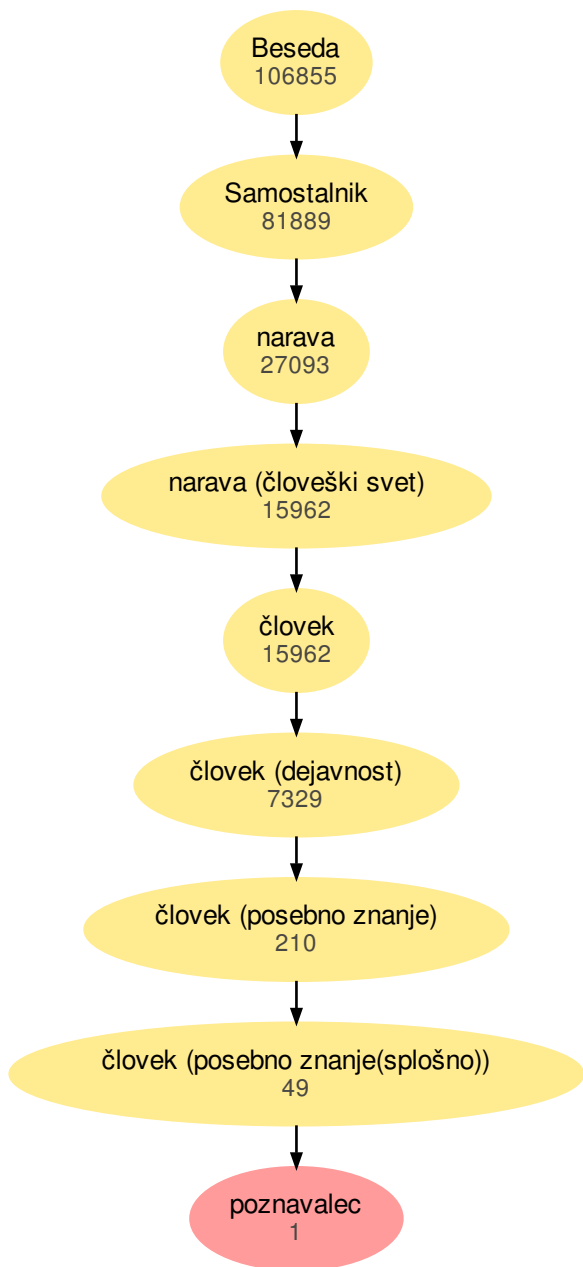 Beseda
106855
Samostalnik
81889
narava
27093
narava (človeški svet)
15962
človek
15962
človek (dejavnost)
7329
človek (posebno znanje)
210
človek (posebno znanje(splošno))
49
poznavalec
1